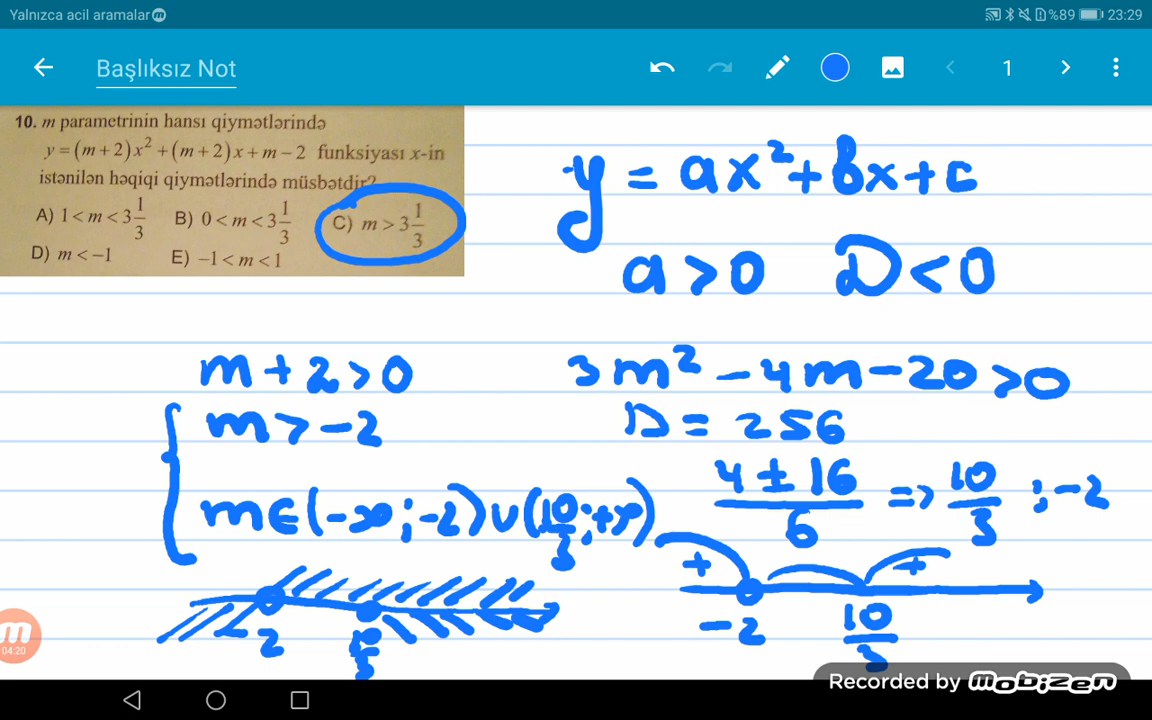 Yalnızca acil aramalar m %89 23:29
Başlıksız Not 1
10. m parametrinin hansı qiymətlərində
y = (m + 2)x² + (m + 2)x + m − 2 funksiyası x-in
istənilən həqiqi qiymətlərində müsbətdir?
A) 1 < m < 3 1/3 B) 0 < m < 3 1/3 C) m > 3 1/3
D) m < −1 E) −1 < m < 1
y = ax² + bx + c
a > 0 D < 0
m + 2 > 0 3m² − 4m − 20 > 0
m > −2 D = 256
4 ± 16 / 6 => 10/3 ; −2
m ∈ (−∞; −2) ∪ (10/3; +∞)
+ +
−2 10/3
−2 10/3
04:20
Recorded by mobizen